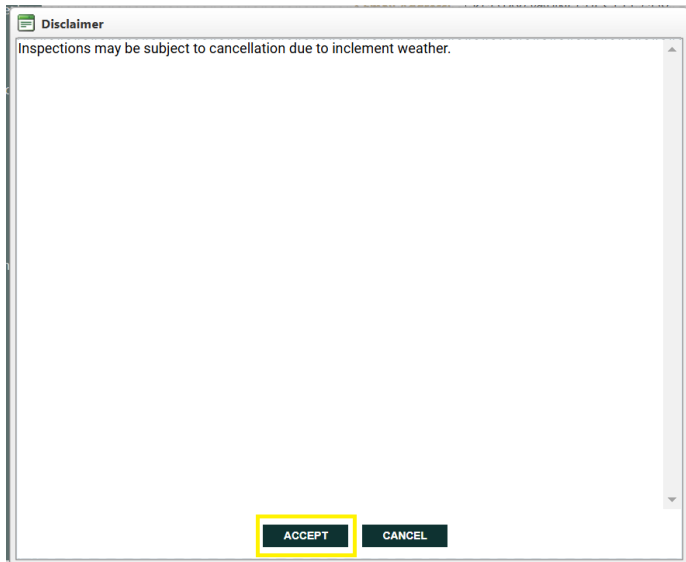 Disclaimer
Inspections may be subject to cancellation due to inclement weather.
ACCEPT CANCEL